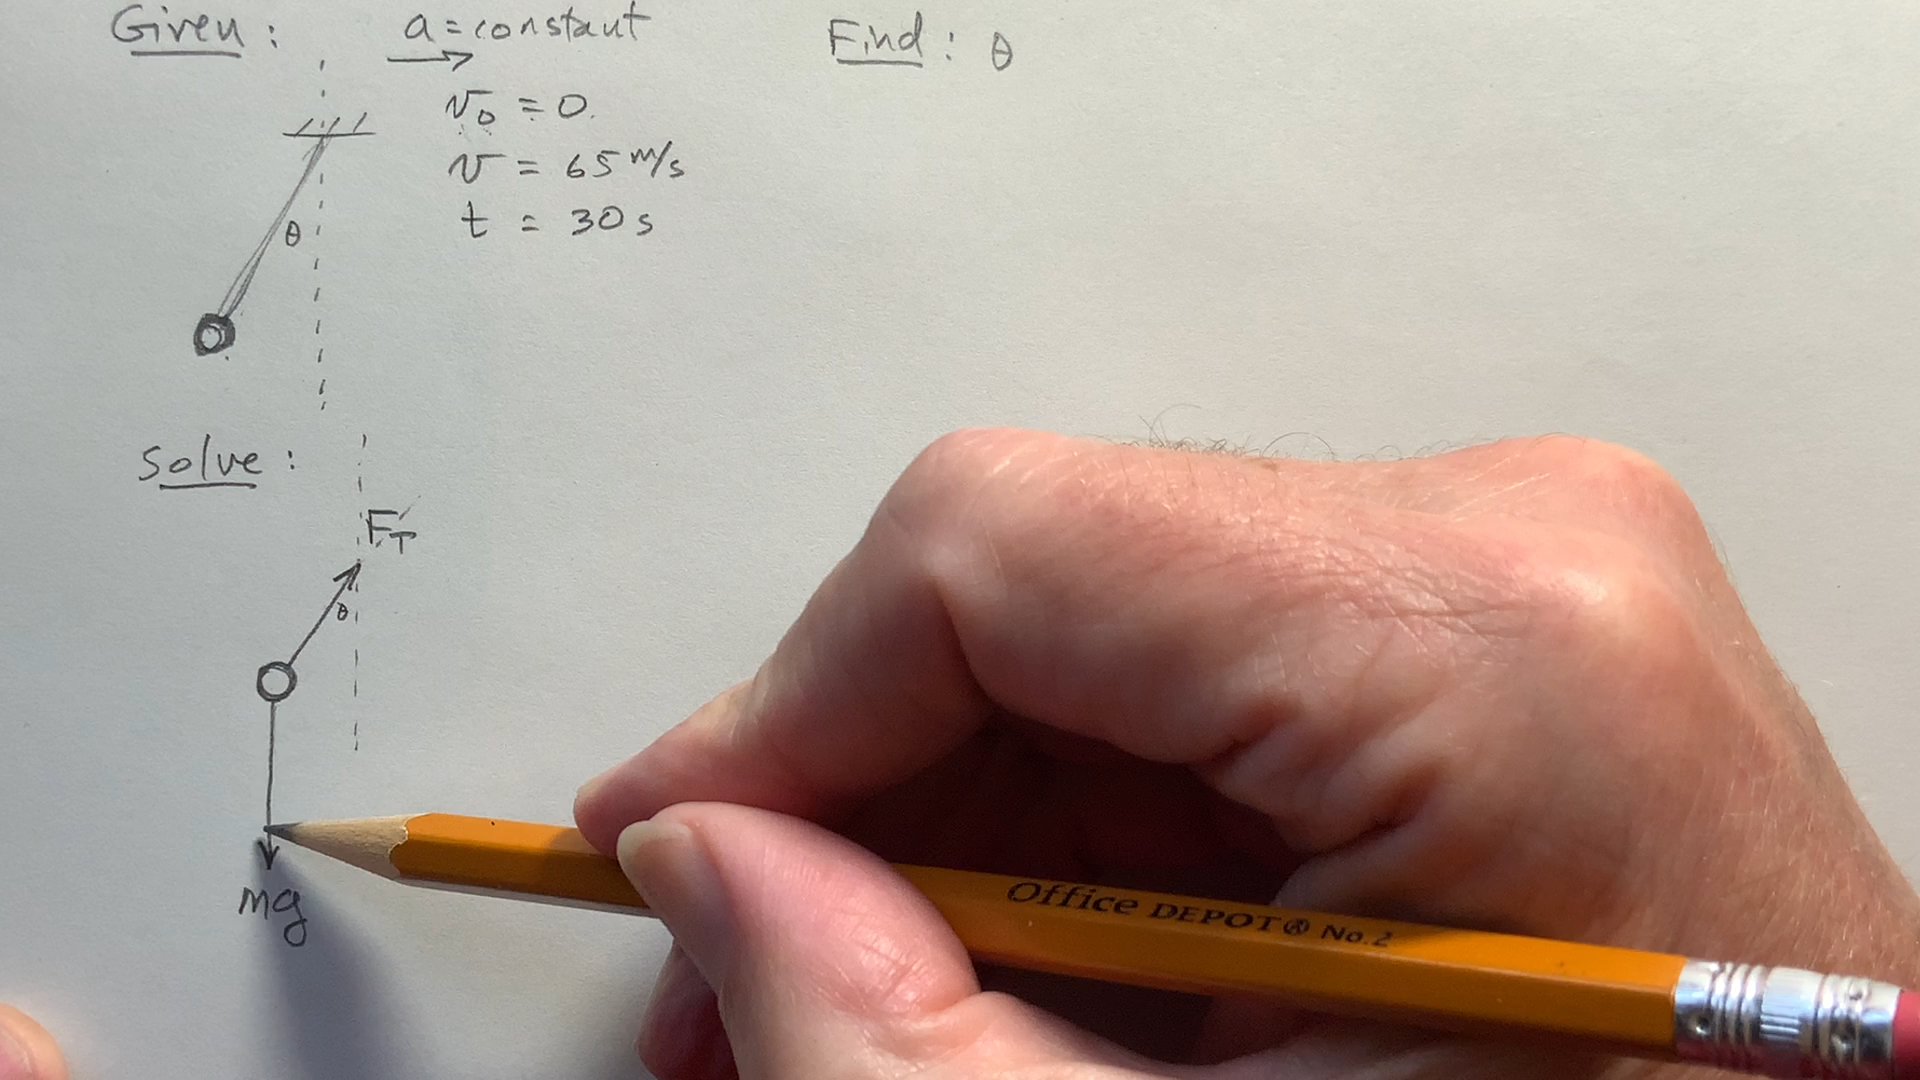 Given :
a = constant
v₀ = 0.
v = 65 m/s
t = 30 s
θ
Find : θ
Solve :
F_T
θ
mg
Office DEPOT® No.2